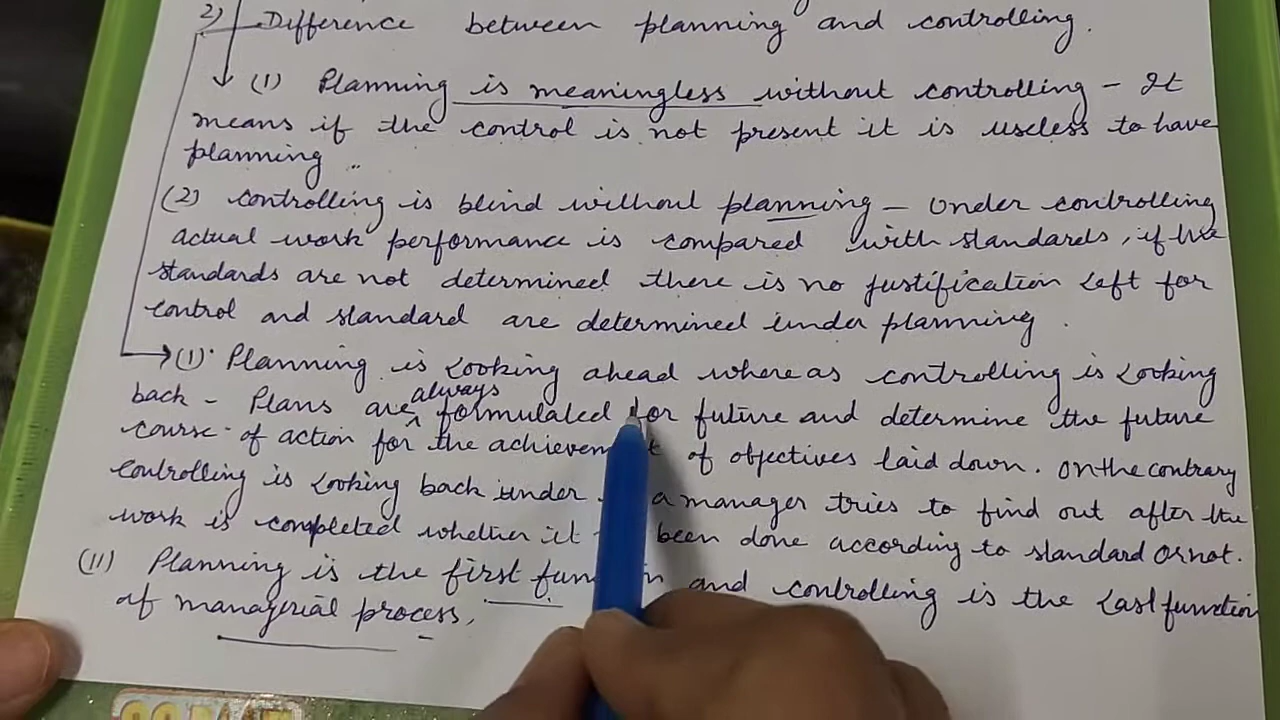 2) Difference between planning and controlling.
(1) Planning is meaningless without controlling - It
means if the control is not present it is useless to have
planning
(2) controlling is blind without planning - Under controlling
actual work performance is compared with standards, if the
standards are not determined there is no justification left for
control and standard are determined under planning.
(1) Planning is looking ahead where as controlling is looking
back - Plans are always formulated for future and determine the future
course of action for the achievem t of objectives laid down. On the contrary
controlling is looking back under a manager tries to find out after the
work is completed whether it been done according to standard or not.
(11) Planning is the first fun n and controlling is the last function
of managerial process.